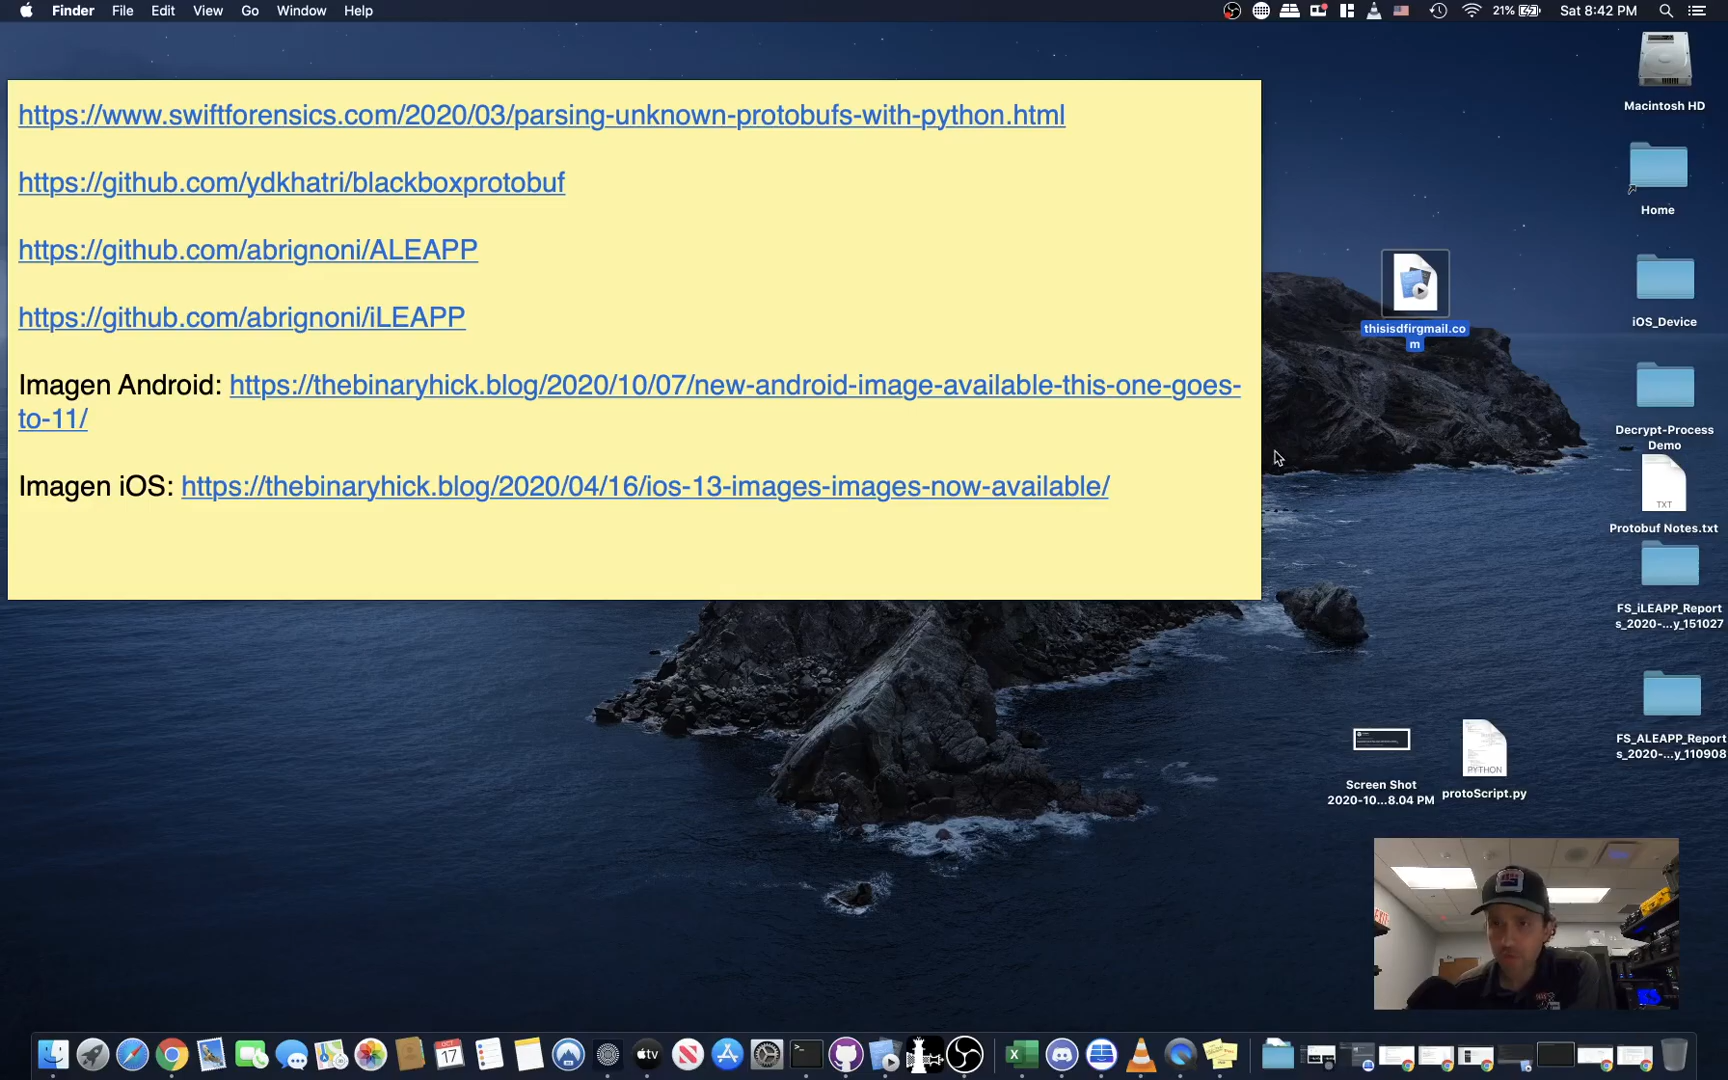 Finder File Edit View Go Window Help
21% Sat 8:42 PM
https://www.swiftforensics.com/2020/03/parsing-unknown-protobufs-with-python.html
https://github.com/ydkhatri/blackboxprotobuf
https://github.com/abrignoni/ALEAPP
https://github.com/abrignoni/iLEAPP
Imagen Android: https://thebinaryhick.blog/2020/10/07/new-android-image-available-this-one-goes-
to-11/
Imagen iOS: https://thebinaryhick.blog/2020/04/16/ios-13-images-images-now-available/
Macintosh HD
Home
thisisdfirgmail.co
m
iOS_Device
Decrypt-Process
Demo
TXT
Protobuf Notes.txt
FS_iLEAPP_Report
s_2020-...y_151027
FS_ALEAPP_Report
s_2020-...y_110908
Screen Shot
2020-10...8.04 PM
PYTHON
protoScript.py
EXIT
OCT
17
tv